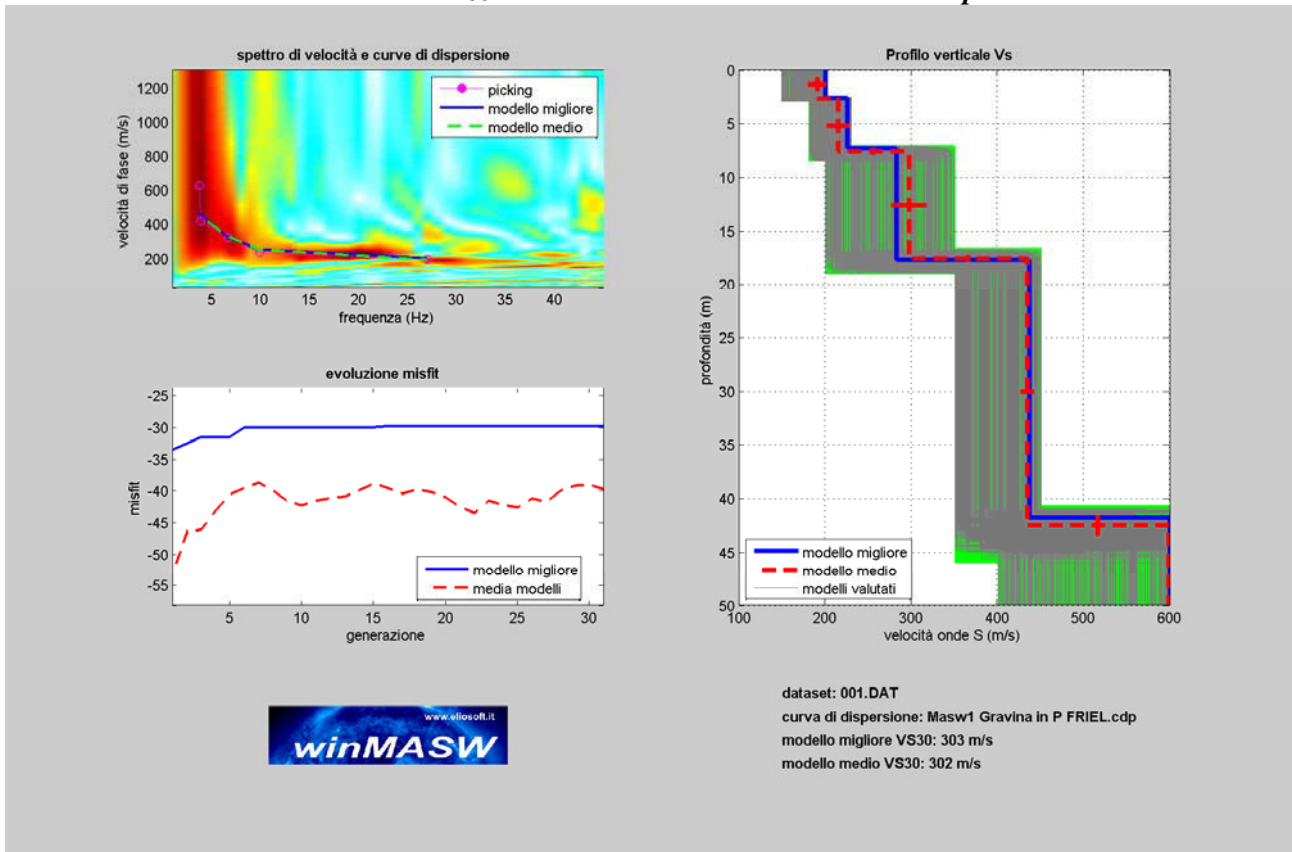 spettro di velocità e curve di dispersione
1200
1000
800
600
400
200
velocità di fase (m/s)
picking
modello migliore
modello medio
5 10 15 20 25 30 35 40
frequenza (Hz)
evoluzione misfit
-25
-30
-35
-40
-45
-50
-55
misfit
modello migliore
media modelli
5 10 15 20 25 30
generazione
www.eliosoft.it
winMASW
Profilo verticale Vs
0
5
10
15
20
25
30
35
40
45
50
profondità (m)
modello migliore
modello medio
modelli valutati
100 200 300 400 500 600
velocità onde S (m/s)
dataset: 001.DAT
curva di dispersione: Masw1 Gravina in P FRIEL.cdp
modello migliore VS30: 303 m/s
modello medio VS30: 302 m/s